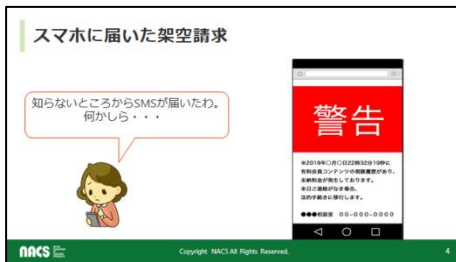 スマホに届いた架空請求
知らないところからSMSが届いたわ。
何かしら・・・
警告
※2019年○月○日22時32分19秒に
有料会員コンテンツの視聴履歴があり、
未納料金が発生しております。
本日ご連絡がなき場合、
法的手続きに移行します。
●●●相談室 00-000-0000
NACS
Copyright NACS All Rights Reserved.
4